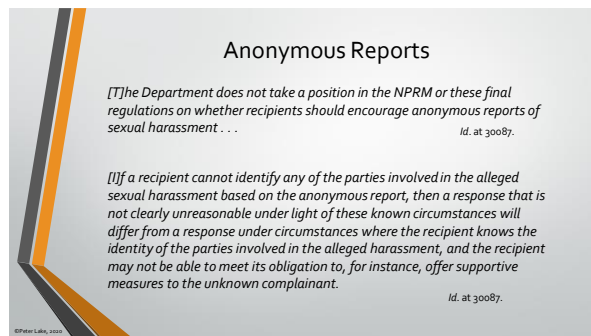 Anonymous Reports
[T]he Department does not take a position in the NPRM or these final
regulations on whether recipients should encourage anonymous reports of
sexual harassment . . .
Id. at 30087.
[I]f a recipient cannot identify any of the parties involved in the alleged
sexual harassment based on the anonymous report, then a response that is
not clearly unreasonable under light of these known circumstances will
differ from a response under circumstances where the recipient knows the
identity of the parties involved in the alleged harassment, and the recipient
may not be able to meet its obligation to, for instance, offer supportive
measures to the unknown complainant.
Id. at 30087.
©Peter Lake, 2020